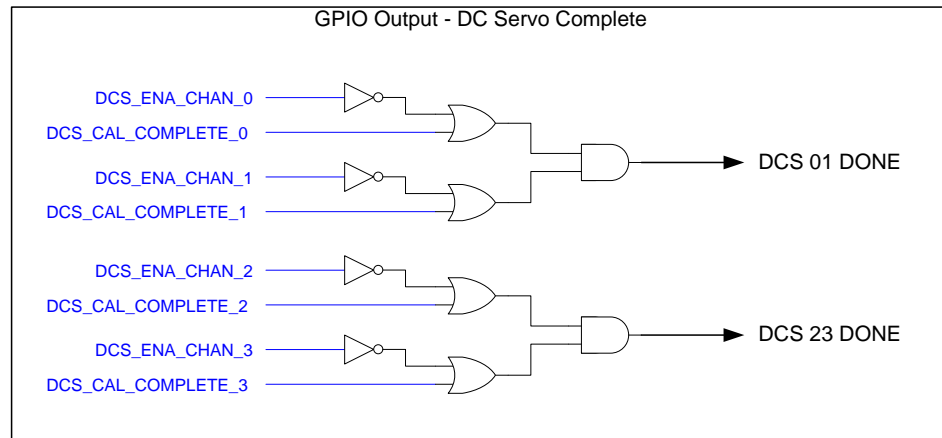 GPIO Output - DC Servo Complete
DCS_ENA_CHAN_0
DCS_CAL_COMPLETE_0
DCS_ENA_CHAN_1
DCS_CAL_COMPLETE_1
DCS 01 DONE
DCS_ENA_CHAN_2
DCS_CAL_COMPLETE_2
DCS_ENA_CHAN_3
DCS_CAL_COMPLETE_3
DCS 23 DONE